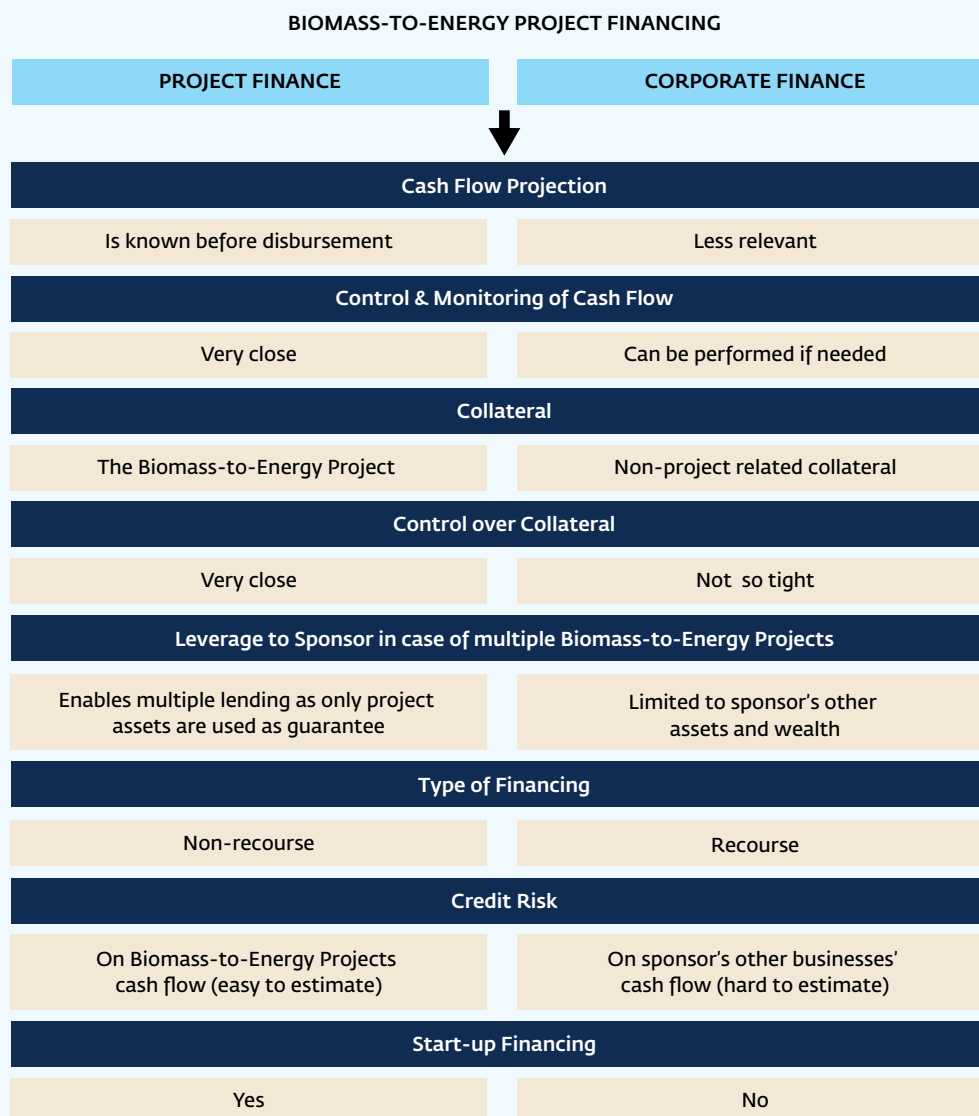 BIOMASS-TO-ENERGY PROJECT FINANCING
PROJECT FINANCE
CORPORATE FINANCE
Cash Flow Projection
Is known before disbursement
Less relevant
Control & Monitoring of Cash Flow
Very close
Can be performed if needed
Collateral
The Biomass-to-Energy Project
Non-project related collateral
Control over Collateral
Very close
Not so tight
Leverage to Sponsor in case of multiple Biomass-to-Energy Projects
Enables multiple lending as only project
assets are used as guarantee
Limited to sponsor's other
assets and wealth
Type of Financing
Non-recourse
Recourse
Credit Risk
On Biomass-to-Energy Projects
cash flow (easy to estimate)
On sponsor's other businesses'
cash flow (hard to estimate)
Start-up Financing
Yes
No